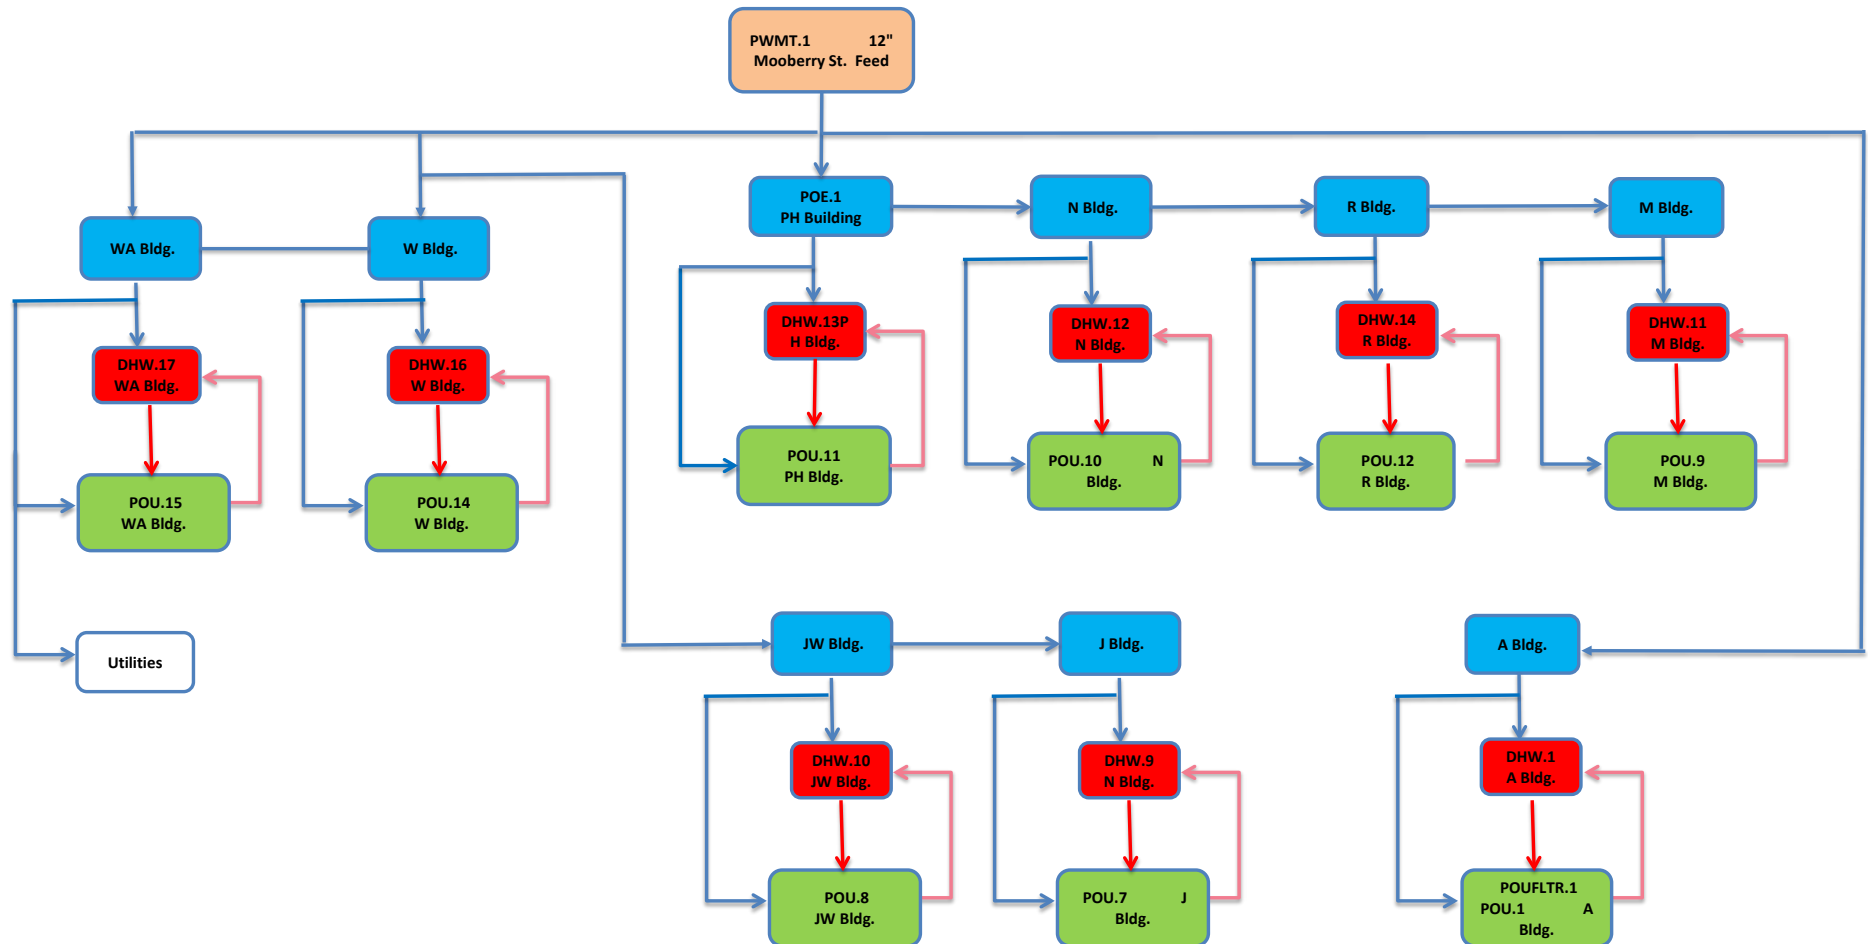 PWMT.1 12"
Mooberry St. Feed
POE.1
PH Building
N Bldg.
R Bldg.
M Bldg.
WA Bldg.
W Bldg.
DHW.13P
H Bldg.
DHW.12
N Bldg.
DHW.14
R Bldg.
DHW.11
M Bldg.
DHW.17
WA Bldg.
DHW.16
W Bldg.
POU.11
PH Bldg.
POU.10 N
Bldg.
POU.12
R Bldg.
POU.9
M Bldg.
POU.15
WA Bldg.
POU.14
W Bldg.
Utilities
JW Bldg.
J Bldg.
A Bldg.
DHW.10
JW Bldg.
DHW.9
N Bldg.
DHW.1
A Bldg.
POU.8
JW Bldg.
POU.7 J
Bldg.
POUFLTR.1
POU.1 A
Bldg.